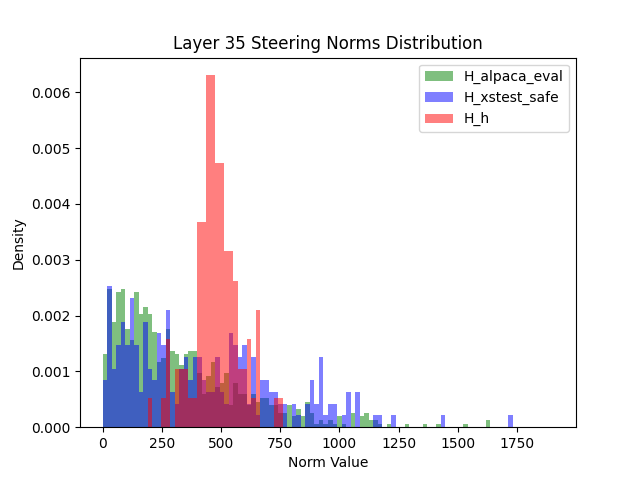 Layer 35 Steering Norms Distribution
H_alpaca_eval
H_xstest_safe
H_h
Density
0.006
0.005
0.004
0.003
0.002
0.001
0.000
0
250
500
750
1000
1250
1500
1750
Norm Value